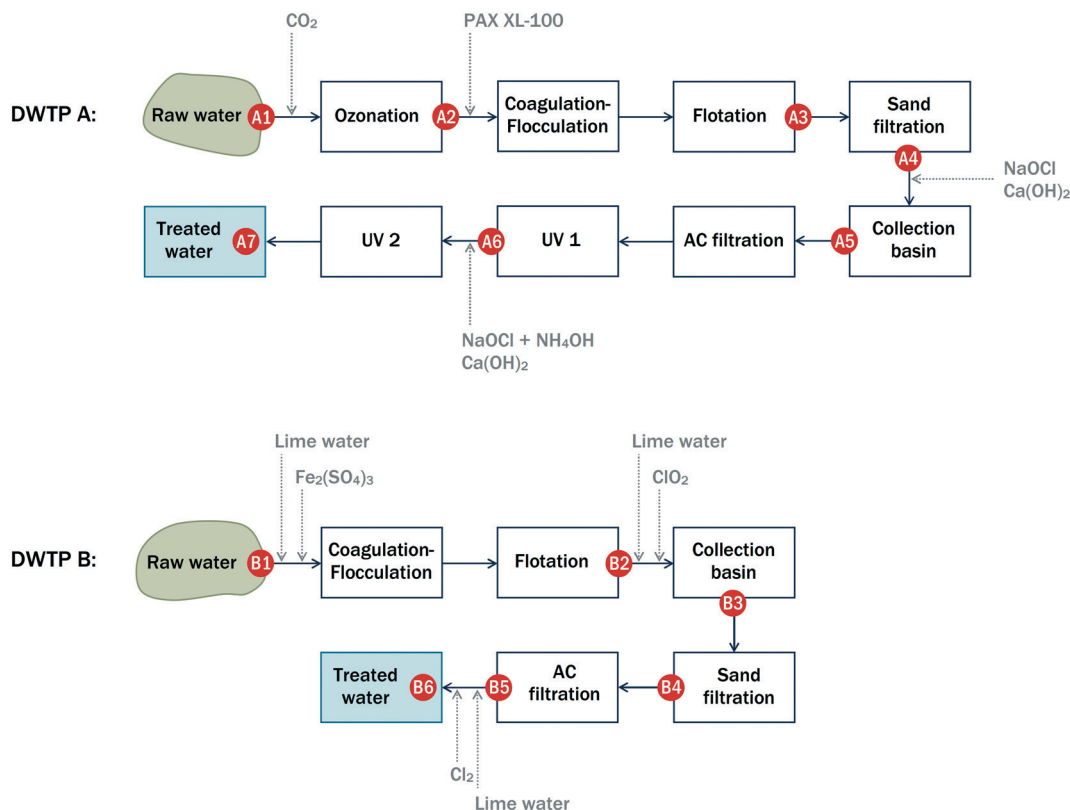 CO₂
PAX XL-100
DWTP A:
Raw water
A1
Ozonation
A2
Coagulation-
Flocculation
Flotation
A3
Sand
filtration
A4
NaOCl
Ca(OH)₂
Treated
water
A7
UV 2
A6
UV 1
AC filtration
A5
Collection
basin
NaOCl + NH₄OH
Ca(OH)₂
Lime water
Fe₂(SO₄)₃
Lime water
ClO₂
DWTP B:
Raw water
B1
Coagulation-
Flocculation
Flotation
B2
Collection
basin
B3
Treated
water
B6
B5
AC
filtration
B4
Sand
filtration
Cl₂
Lime water